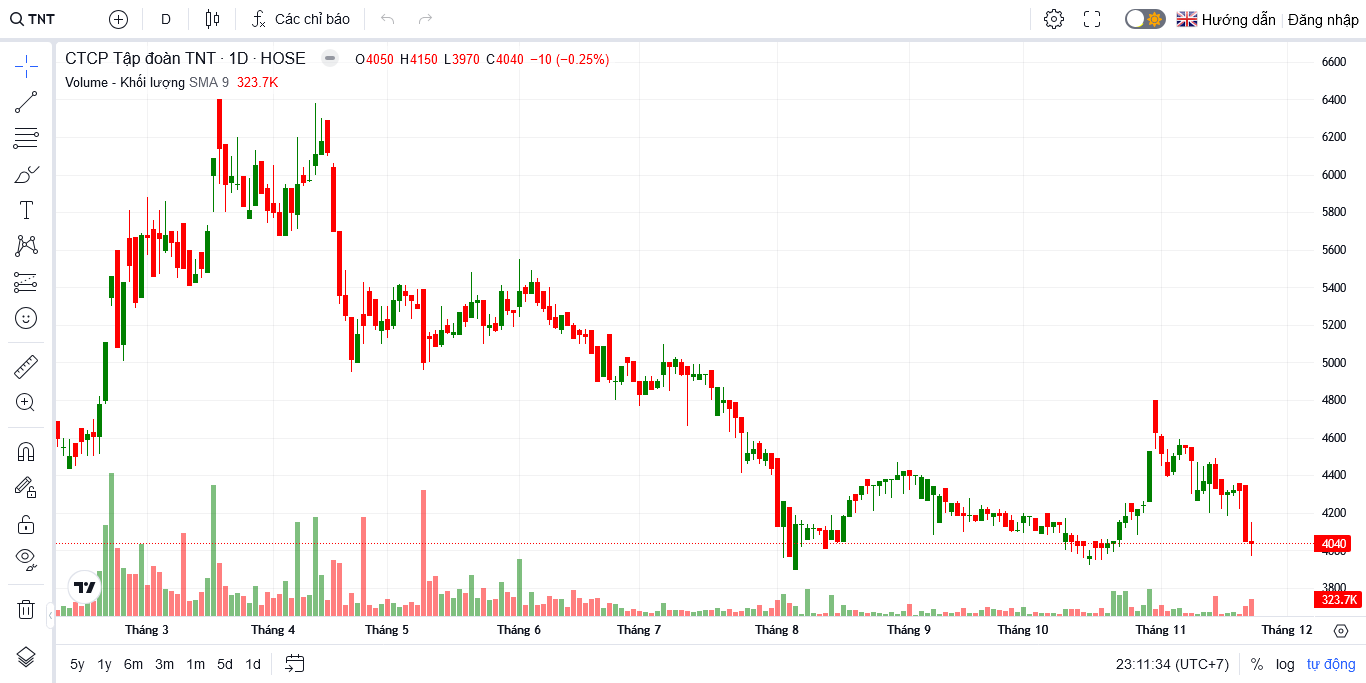 TNT D Các chỉ báo Hướng dẫn Đăng nhập
CTCP Tập đoàn TNT · 1D · HOSE O4050 H4150 L3970 C4040 −10 (−0.25%)
Volume - Khối lượng SMA 9 323.7K
6600
6400
6200
6000
5800
5600
5400
5200
5000
4800
4600
4400
4200
4040
4000
3800
323.7K
Tháng 3 Tháng 4 Tháng 5 Tháng 6 Tháng 7 Tháng 8 Tháng 9 Tháng 10 Tháng 11 Tháng 12
5y 1y 6m 3m 1m 5d 1d 23:11:34 (UTC+7) % log tự động